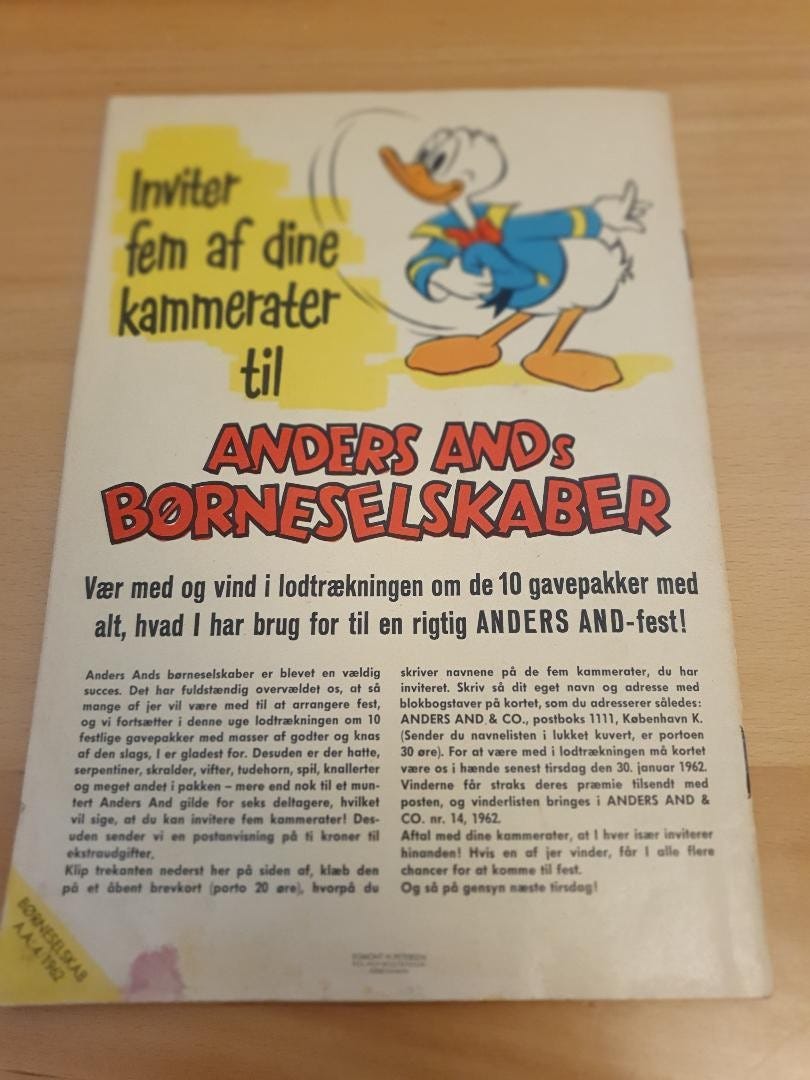 Inviter
fem af dine
kammerater
til
ANDERS ANDs
BØRNESELSKABER
Vær med og vind i lodtrækningen om de 10 gavepakker med
alt, hvad I har brug for til en rigtig ANDERS AND-fest!
Anders Ands børneselskaber er blevet en vældig
succes. Det har fuldstændig overvældet os, at så
mange af jer vil være med til at arrangere fest,
og vi fortsætter i denne uge lodtrækningen om 10
festlige gavepakker med masser af godter og knas
af den slags, I er gladest for. Desuden er der hatte,
serpentiner, skralder, vifter, tudehorn, spil, knallerter
og meget andet i pakken – mere end nok til et mun-
tert Anders And gilde for seks deltagere, hvilket
vil sige, at du kan invitere fem kammerater! Des-
uden sender vi en postanvisning på ti kroner til
ekstraudgifter.
Klip trekanten nederst her på siden af, klæb den
på et åbent brevkort (porto 20 øre), hvorpå du
skriver navnene på de fem kammerater, du har
inviteret. Skriv så dit eget navn og adresse med
blokbogstaver på kortet, som du adresserer således:
ANDERS AND & CO., postboks 1111, København K.
(Sender du navnelisten i lukket kuvert, er portoen
30 øre). For at være med i lodtrækningen må kortet
være os i hænde senest tirsdag den 30. januar 1962.
Vinderne får straks deres præmie tilsendt med
posten, og vinderlisten bringes i ANDERS AND &
CO. nr. 14, 1962.
Aftal med dine kammerater, at I hver især inviterer
hinanden! Hvis en af jer vinder, får I alle flere
chancer for at komme til fest.
Og så på gensyn næste tirsdag!
BØRNESELSKAB
A.A. 4 1962
EGMONT H. PETERSEN